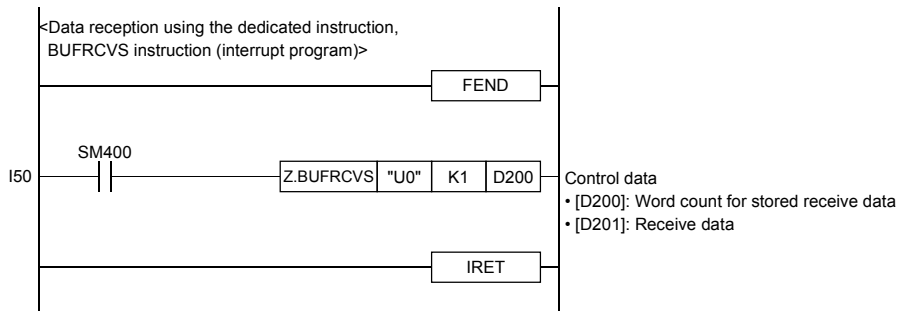 <Data reception using the dedicated instruction,
BUFRCVS instruction (interrupt program)>
FEND
SM400
I50
Z.BUFRCVS "U0" K1 D200
Control data
• [D200]: Word count for stored receive data
• [D201]: Receive data
IRET